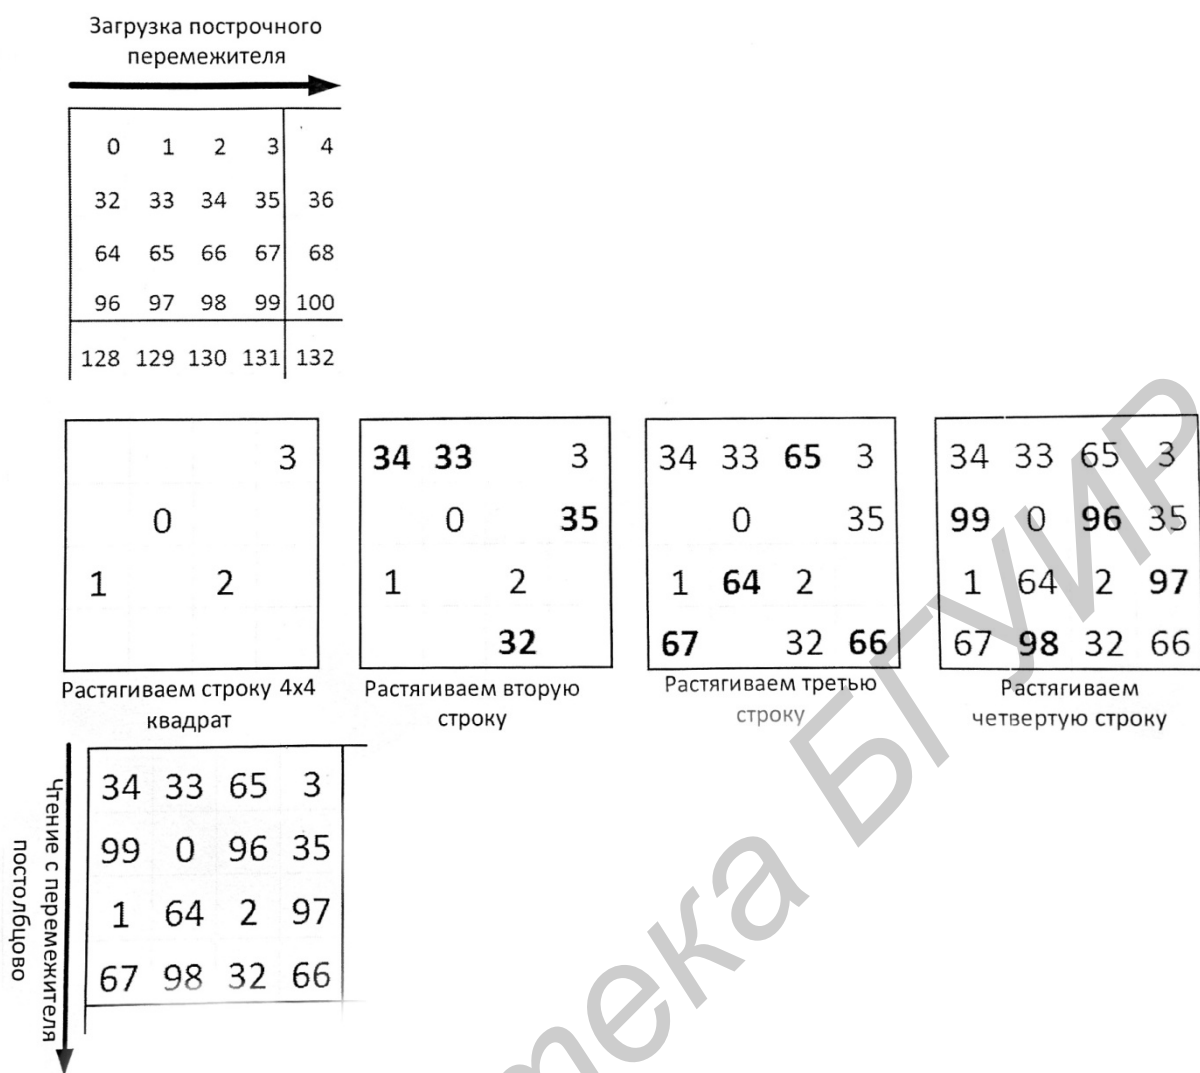 Загрузка построчного
перемежителя
0 1 2 3 4
32 33 34 35 36
64 65 66 67 68
96 97 98 99 100
128 129 130 131 132
3
0
1 2
Растягиваем строку 4х4
квадрат
34 33 3
0 35
1 2
32
Растягиваем вторую
строку
34 33 65 3
0 35
1 64 2
67 32 66
Растягиваем третью
строку
34 33 65 3
99 0 96 35
1 64 2 97
67 98 32 66
Растягиваем
четвертую строку
Чтение с перемежителя
постолбцово
34 33 65 3
99 0 96 35
1 64 2 97
67 98 32 66
тека БГУИР